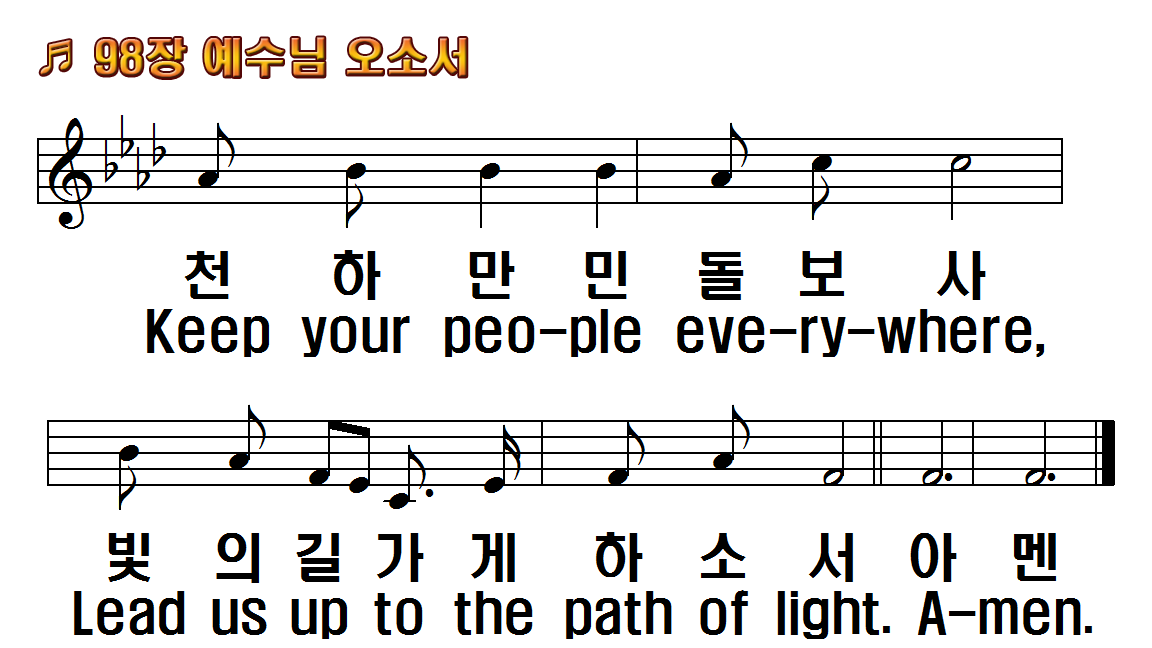 ♬ 98장 예수님 오소서
천 하 만 민 돌 보 사
Keep your peo-ple eve-ry-where,
빛 의 길 가 게 하 소 서 아 멘
Lead us up to the path of light. A-men.